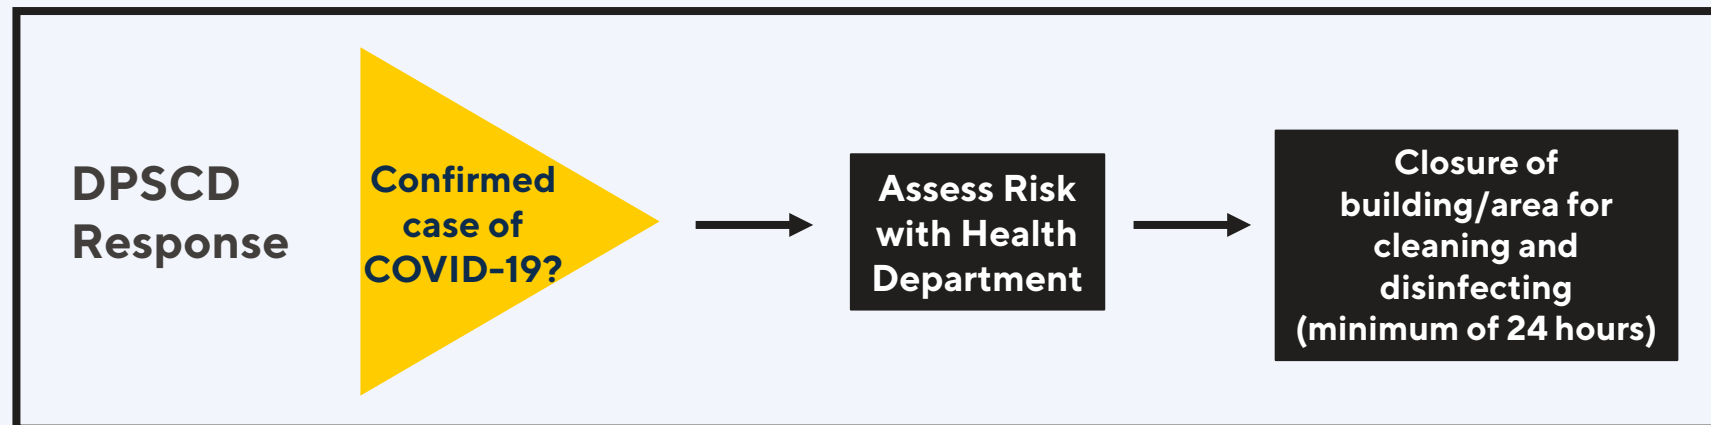 DPSCD
Response
Confirmed
case of
COVID-19?
Assess Risk
with Health
Department
Closure of
building/area for
cleaning and
disinfecting
(minimum of 24 hours)